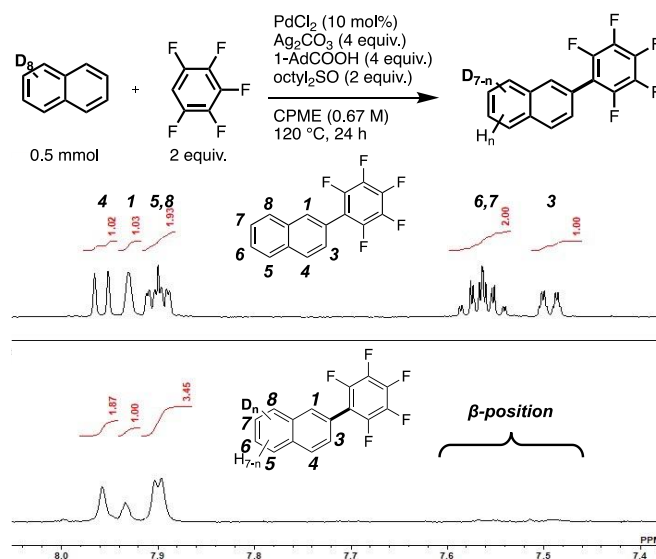 PdCl2 (10 mol%)
Ag2CO3 (4 equiv.)
1-AdCOOH (4 equiv.)
octyl2SO (2 equiv.)
CPME (0.67 M)
120 °C, 24 h
D8
+
F
F
F
F
F
0.5 mmol
2 equiv.
D7-n
Hn
F
F
F
F
F
4 1 5,8 6,7 3
1.02
1.03
1.93
2.00
1.00
8 1
7
6 3
5 4
F
F
F
F
F
1.87
1.00
3.45
Dn
8 1
7
6 3
5 4
H7-n
F
F
F
F
F
β-position
8.0 7.9 7.8 7.7 7.6 7.5 7.4